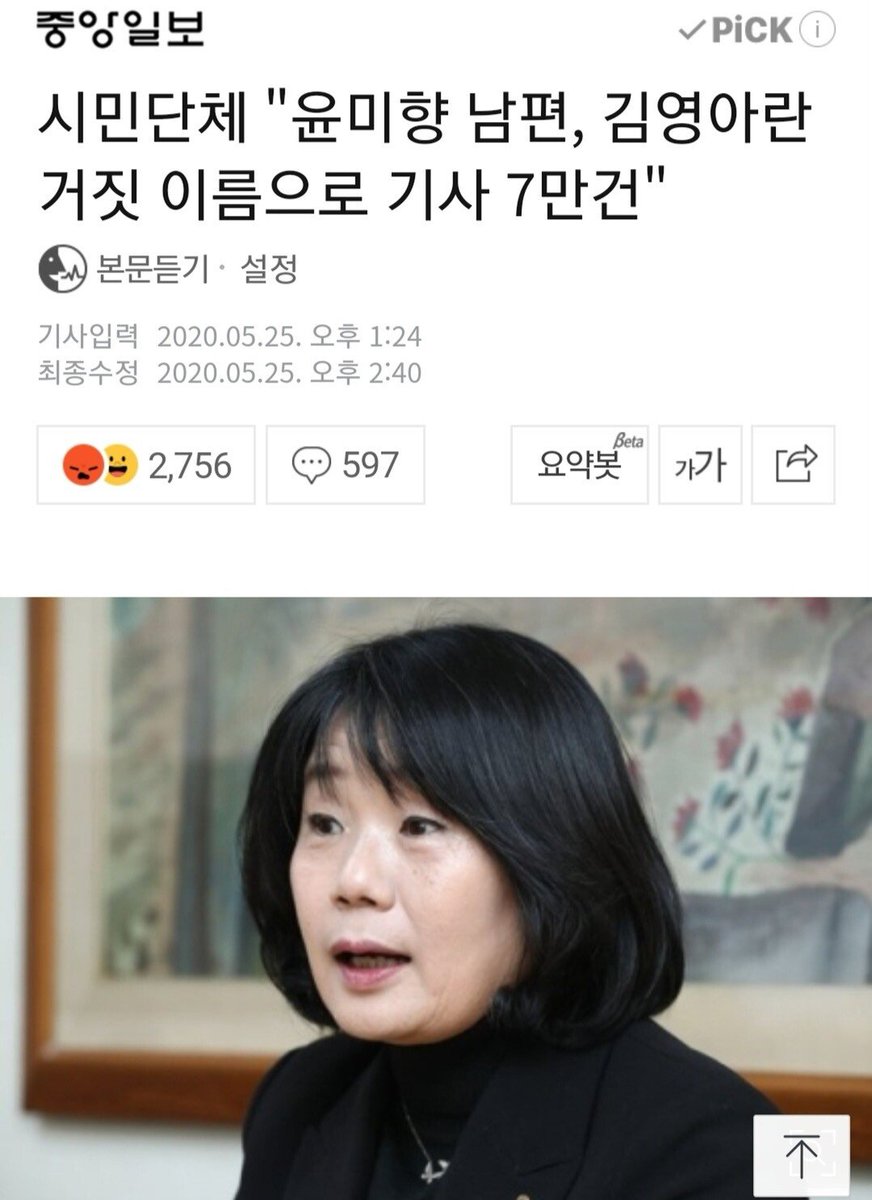 중앙일보
PiCK i
시민단체 "윤미향 남편, 김영아란
거짓 이름으로 기사 7만건"
본문듣기 · 설정
기사입력 2020.05.25. 오후 1:24
최종수정 2020.05.25. 오후 2:40
2,756 597 요약봇 Beta 가가